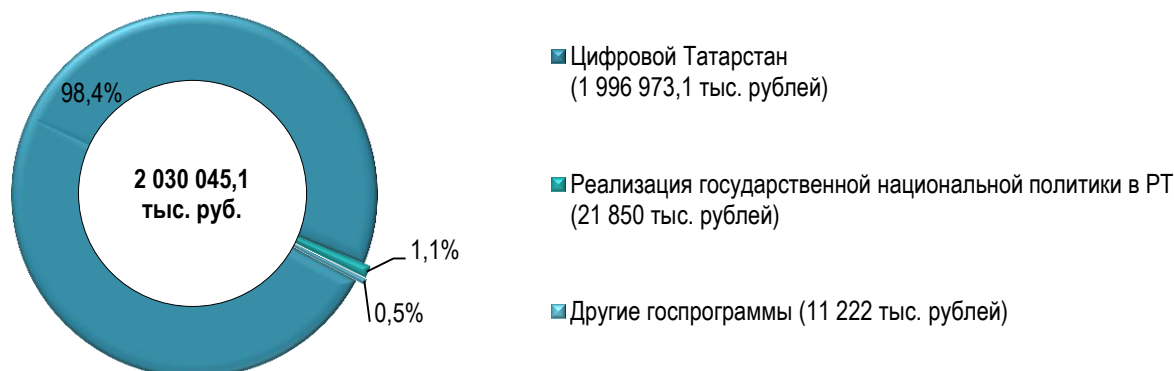 98,4%
2 030 045,1
тыс. руб.
1,1%
0,5%
Цифровой Татарстан
(1 996 973,1 тыс. рублей)
Реализация государственной национальной политики в РТ
(21 850 тыс. рублей)
Другие госпрограммы (11 222 тыс. рублей)